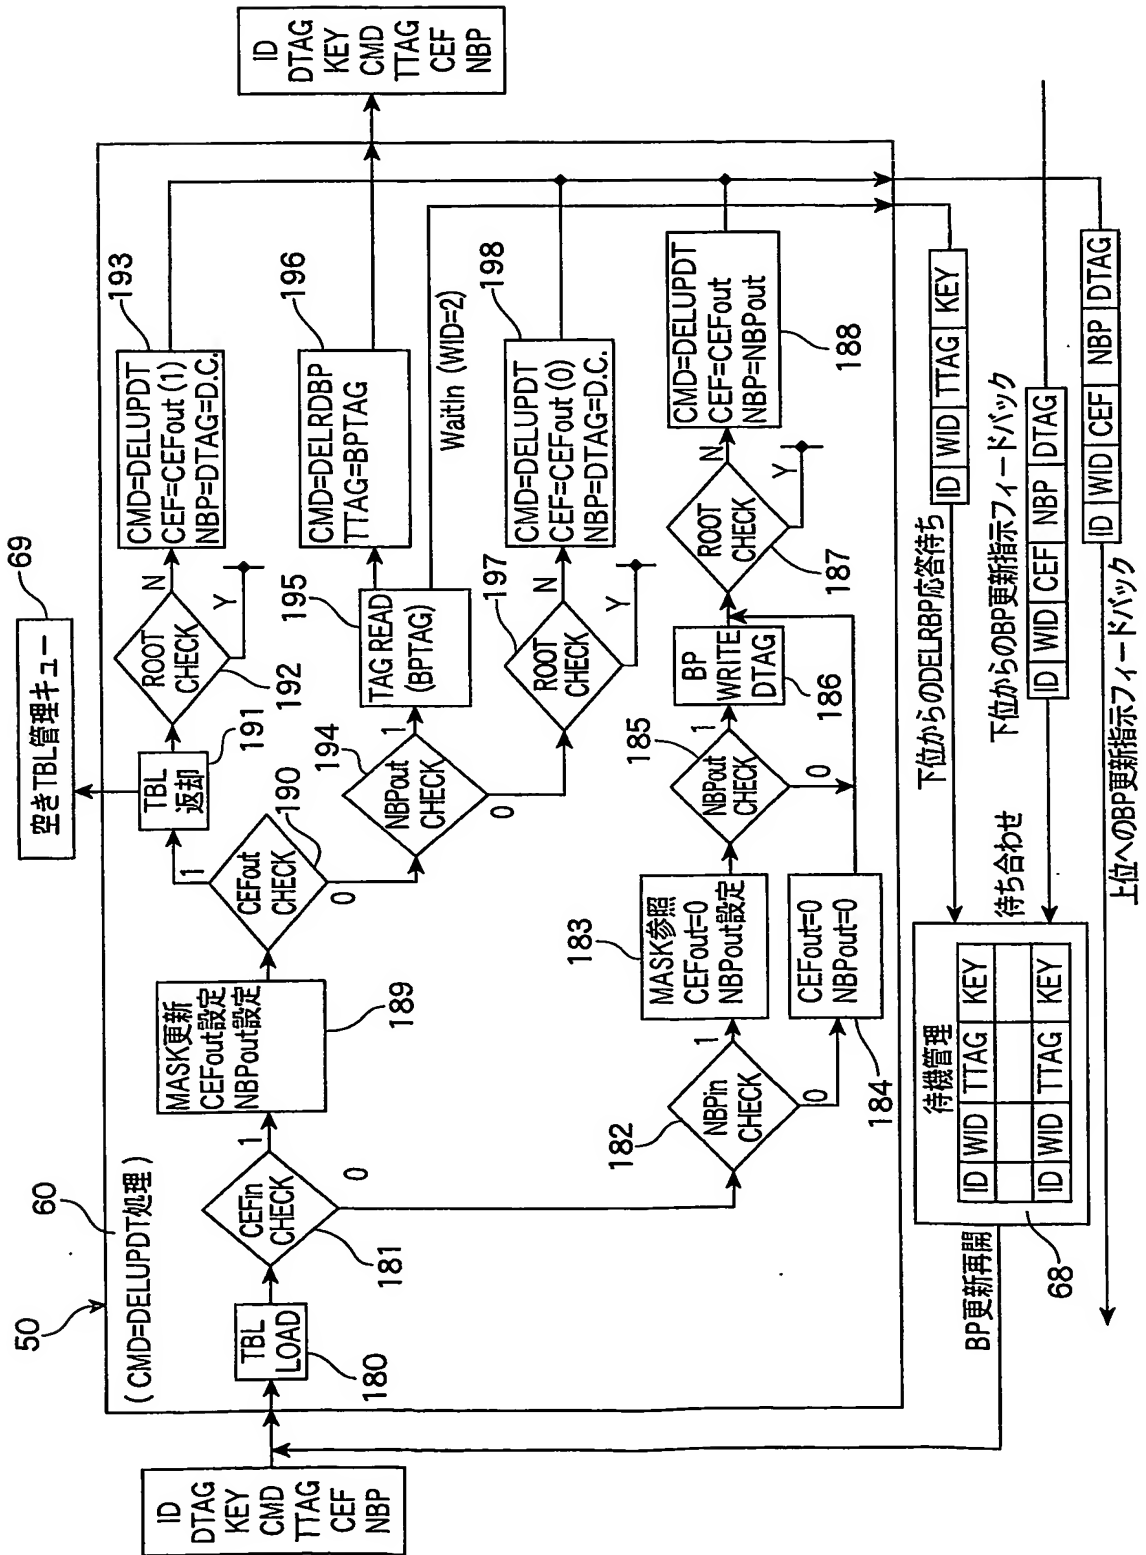 50
60
(CMD=DELUPDT処理)
ID
DTAG
KEY
CMD
TTAG
CEF
NBP
TBL
LOAD
180
CEFin
CHECK
181
1
0
MASK更新
CEFout設定
NBPout設定
189
CEFout
CHECK
190
1
0
TBL
返却
191
空きTBL管理キュー
69
ROOT
CHECK
192
N
Y
CMD=DELUPDT
CEF=CEFout (1)
NBP=DTAG=D.C.
193
NBPout
CHECK
194
1
0
TAG READ
(BPTAG)
195
CMD=DELRDBP
TTAG=BPTAG
196
WaitIn (WID=2)
ROOT
CHECK
197
N
Y
CMD=DELUPDT
CEF=CEFout (0)
NBP=DTAG=D.C.
198
NBPin
CHECK
182
1
0
MASK参照
CEFout=0
NBPout設定
183
CEFout=0
NBPout=0
184
NBPout
CHECK
185
1
0
BP
WRITE
DTAG
186
ROOT
CHECK
187
N
Y
CMD=DELUPDT
CEF=CEFout
NBP=NBPout
188
ID
DTAG
KEY
CMD
TTAG
CEF
NBP
BP更新再開
待機管理
ID WID TTAG KEY
ID WID TTAG KEY
68
待ち合わせ
下位からのDELRBP応答待ち
ID WID TTAG KEY
下位からのBP更新指示フィードバック
ID WID CEF NBP DTAG
上位へのBP更新指示フィードバック
ID WID CEF NBP DTAG